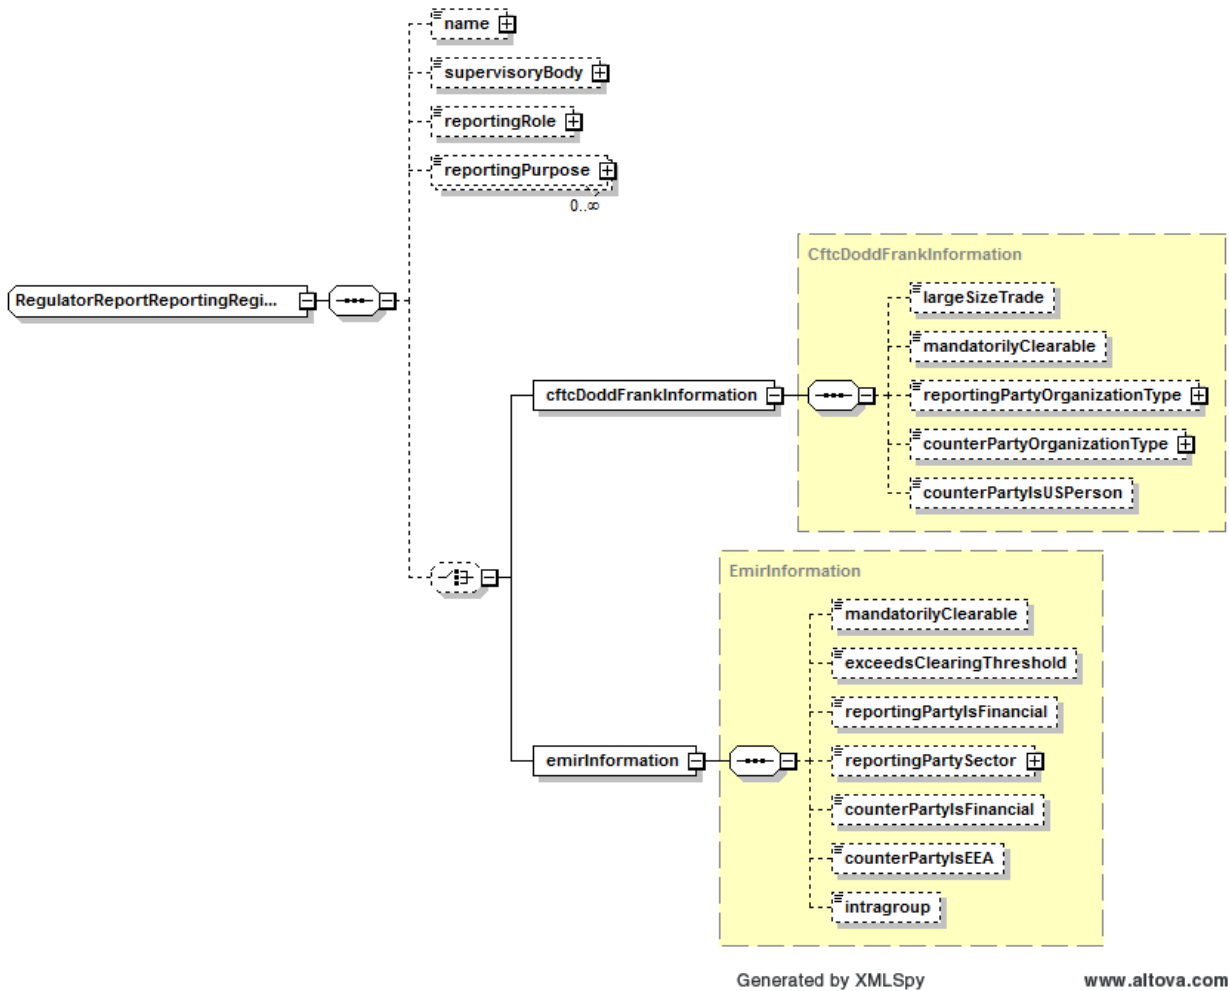 name
supervisoryBody
reportingRole
reportingPurpose
0..∞
RegulatorReportReportingRegi...
CftcDoddFrankInformation
largeSizeTrade
mandatorilyClearable
cftcDoddFrankInformation
reportingPartyOrganizationType
counterPartyOrganizationType
counterPartyIsUSPerson
EmirInformation
mandatorilyClearable
exceedsClearingThreshold
reportingPartyIsFinancial
emirInformation
reportingPartySector
counterPartyIsFinancial
counterPartyIsEEA
intragroup
Generated by XMLSpy
www.altova.com